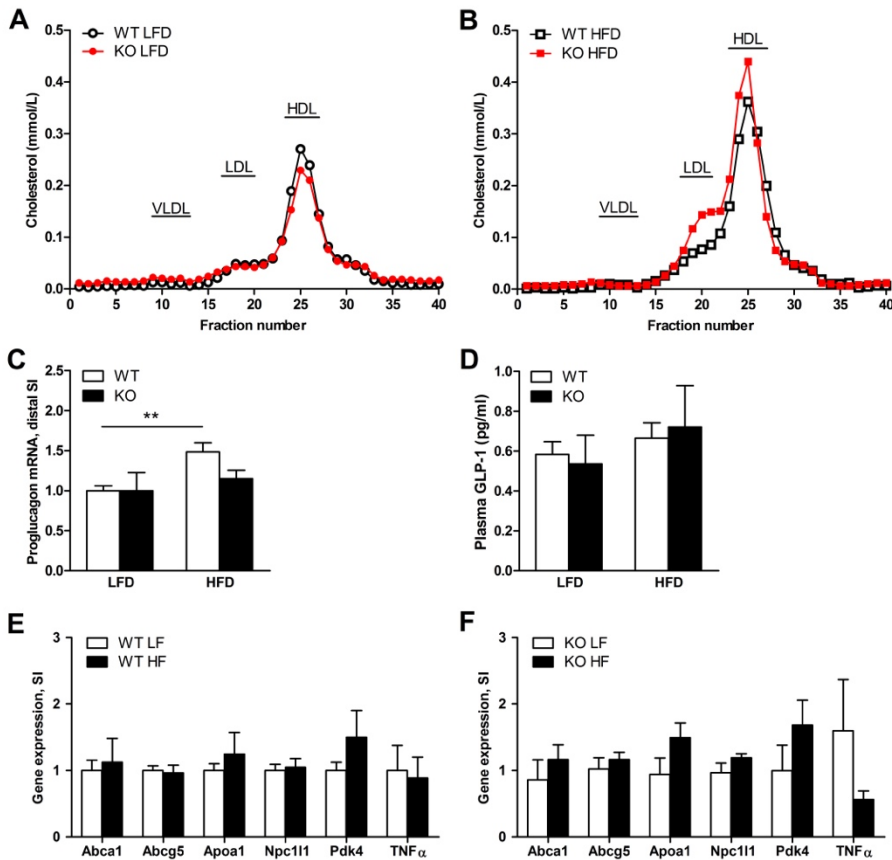 A
WT LFD
KO LFD
Cholesterol (mmol/L)
0.5
0.4
0.3
0.2
0.1
0.0
VLDL
LDL
HDL
0 5 10 15 20 25 30 35 40
Fraction number
B
WT HFD
KO HFD
Cholesterol (mmol/L)
0.5
0.4
0.3
0.2
0.1
0.0
VLDL
LDL
HDL
0 5 10 15 20 25 30 35 40
Fraction number
C
WT
KO
Proglucagon mRNA, distal SI
2.5
2.0
1.5
1.0
0.5
0.0
**
LFD HFD
D
WT
KO
Plasma GLP-1 (pg/ml)
1.0
0.8
0.6
0.4
0.2
0.0
LFD HFD
E
WT LF
WT HF
Gene expression, SI
3
2
1
0
Abca1 Abcg5 Apoa1 Npc1l1 Pdk4 TNFα
F
KO LF
KO HF
Gene expression, SI
3
2
1
0
Abca1 Abcg5 Apoa1 Npc1l1 Pdk4 TNFα